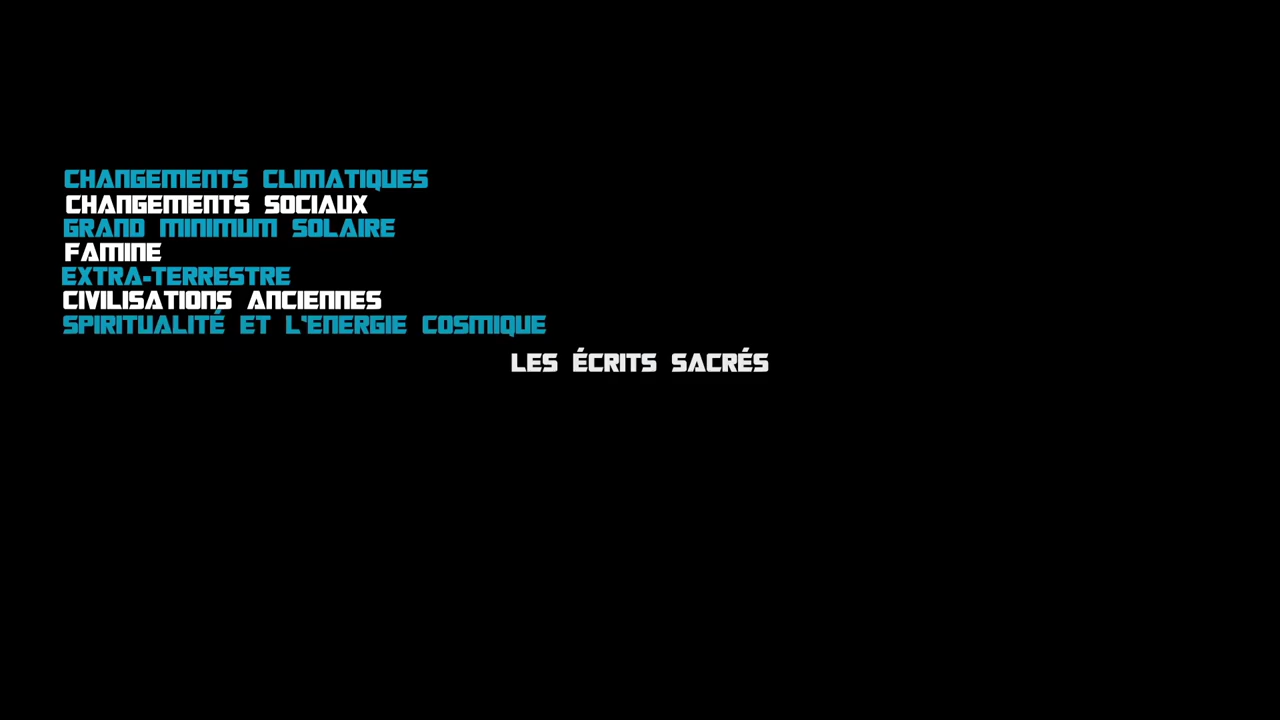 CHANGEMENTS CLIMATIQUES
CHANGEMENTS SOCIAUX
GRAND MINIMUM SOLAIRE
FAMINE
EXTRA-TERRESTRE
CIVILISATIONS ANCIENNES
SPIRITUALITÉ ET L'ENERGIE COSMIQUE
LES ÉCRITS SACRÉS